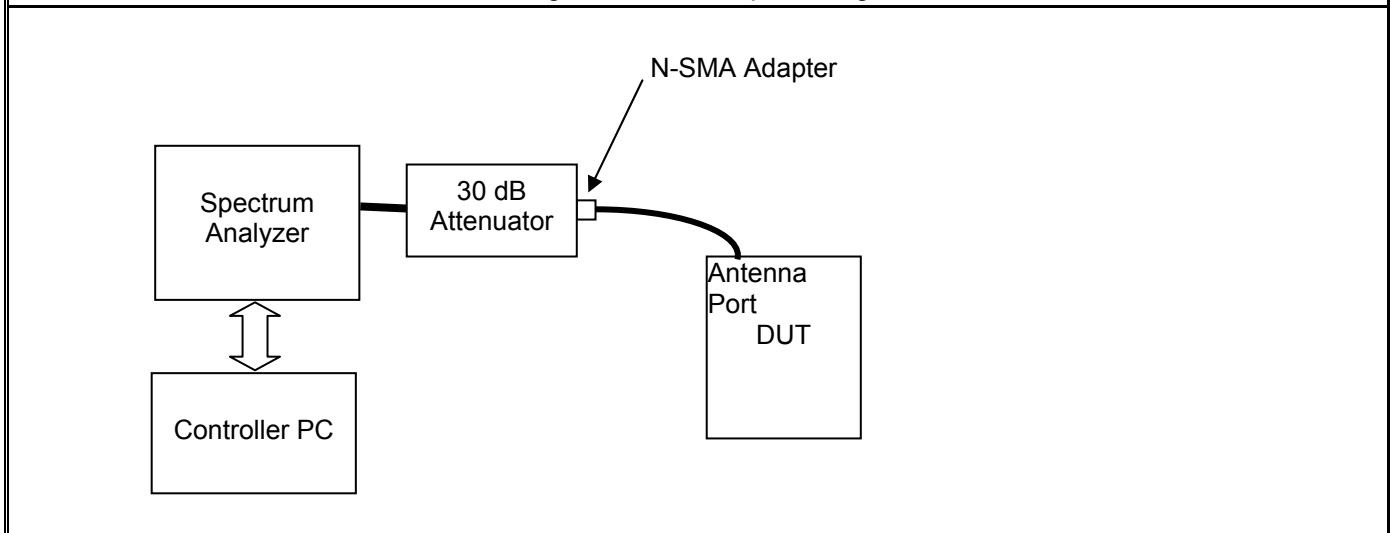 N-SMA Adapter
Spectrum
Analyzer
30 dB
Attenuator
Antenna
Port
DUT
Controller PC